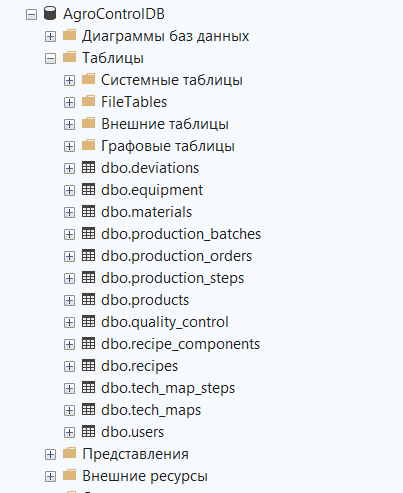 AgroControlDB
Диаграммы баз данных
Таблицы
Системные таблицы
FileTables
Внешние таблицы
Графовые таблицы
dbo.deviations
dbo.equipment
dbo.materials
dbo.production_batches
dbo.production_orders
dbo.production_steps
dbo.products
dbo.quality_control
dbo.recipe_components
dbo.recipes
dbo.tech_map_steps
dbo.tech_maps
dbo.users
Представления
Внешние ресурсы